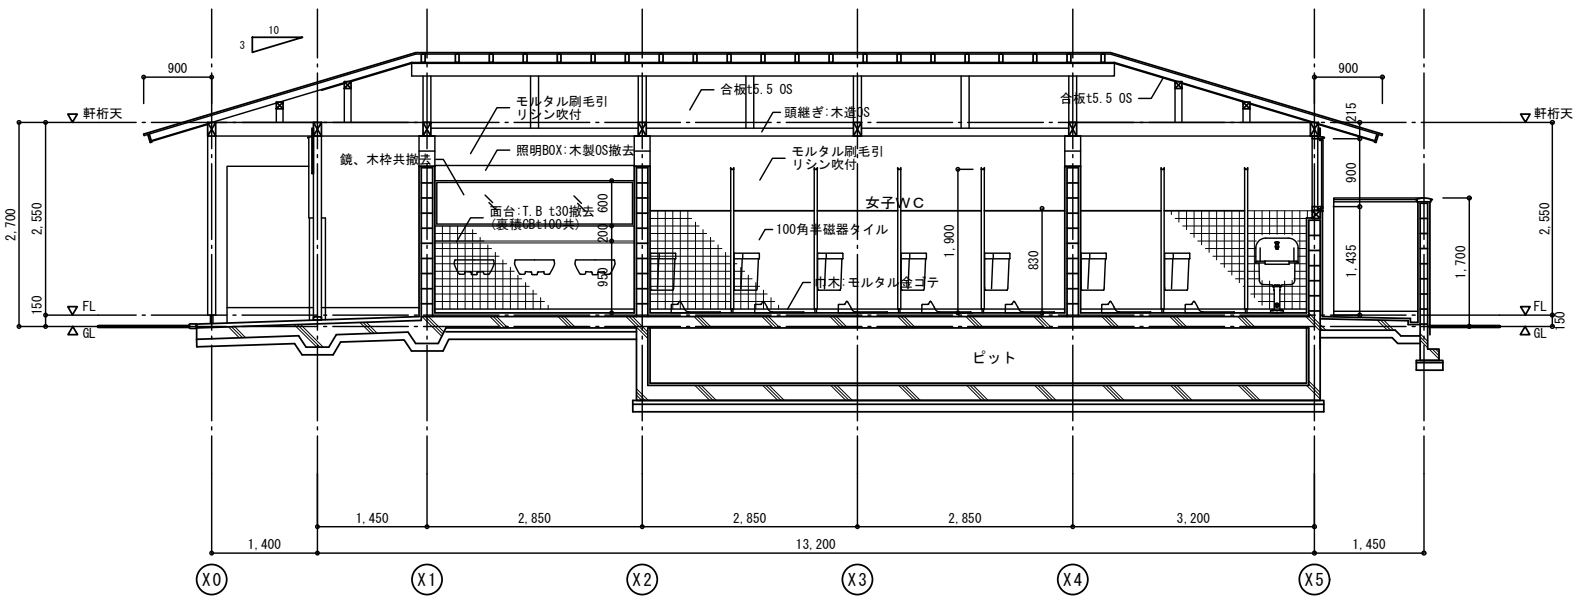 10
3
900
900
軒桁天
軒桁天
モルタル刷毛引
リシン吹付
合板t5.5 OS
合板t5.5 OS
頭継ぎ:木造OS
215
鏡、木枠共撤去
照明BOX:木製OS撤去
モルタル刷毛引
リシン吹付
900
2,700
2,550
面台:T.B t30撤去
(裏積CBt100共)
600
200
950
女子WC
100角半磁器タイル
1,900
830
巾木:モルタル金ゴテ
1,435
1,700
2,550
150
FL
GL
FL
GL
150
ピット
1,450
2,850
2,850
2,850
3,200
1,400
13,200
1,450
X0
X1
X2
X3
X4
X5